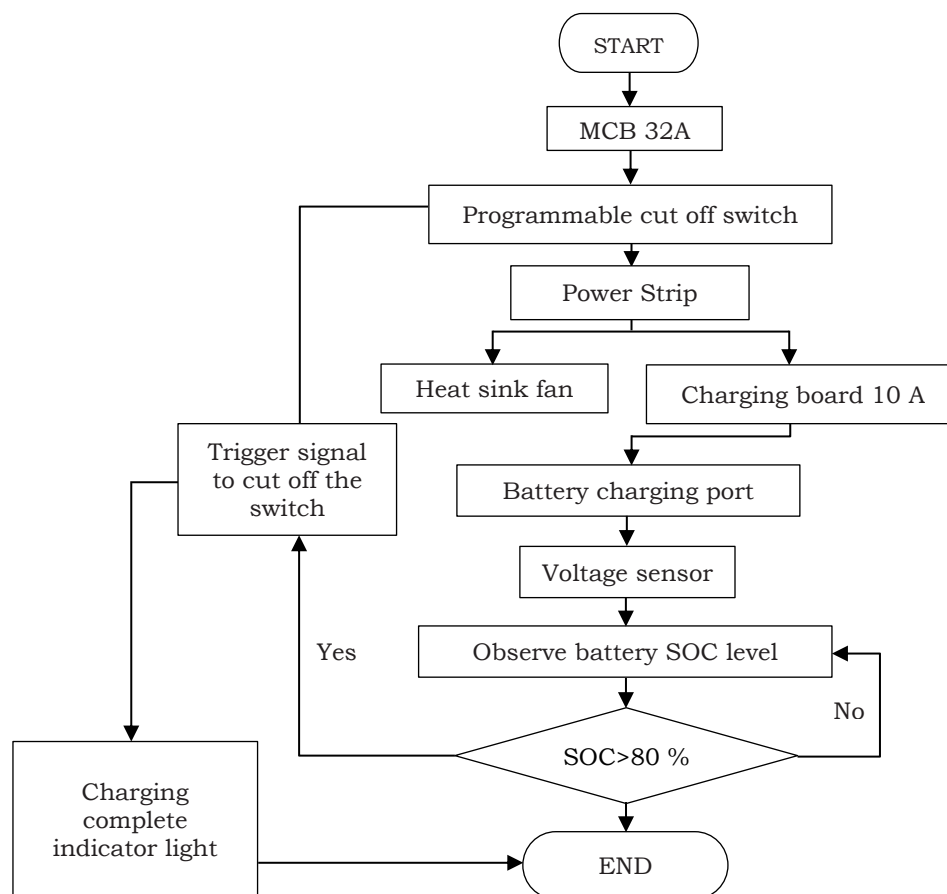 START
MCB 32A
Programmable cut off switch
Power Strip
Heat sink fan
Charging board 10 A
Trigger signal
to cut off the
switch
Battery charging port
Voltage sensor
Yes
Observe battery SOC level
No
SOC>80 %
Charging
complete
indicator light
END